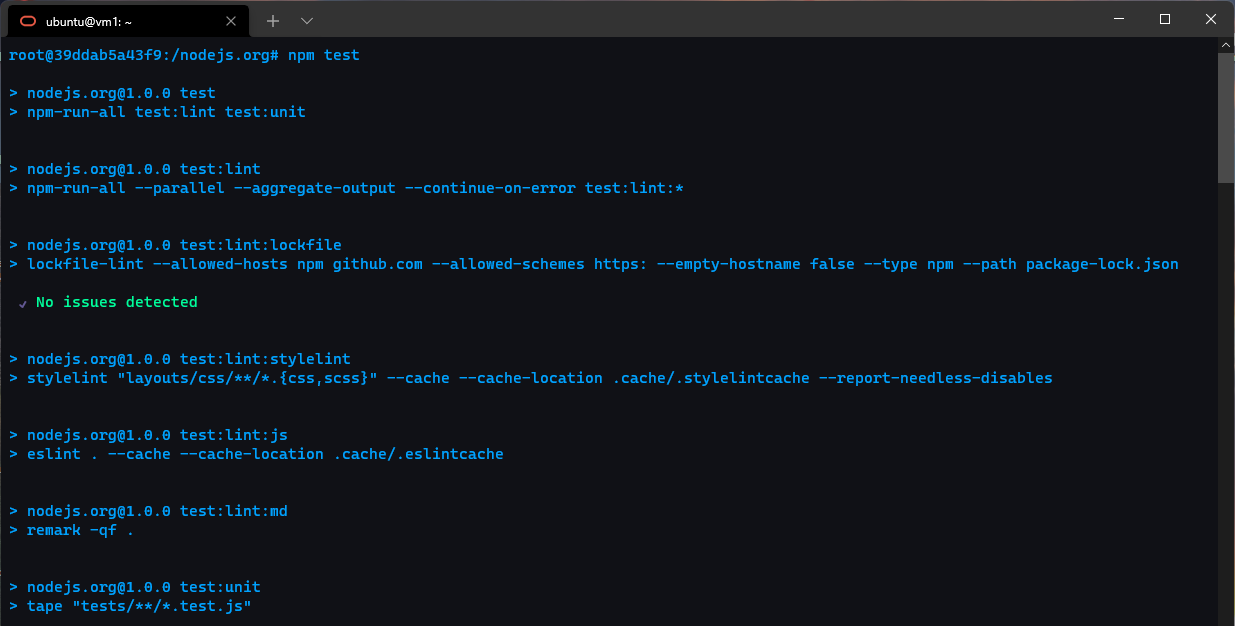 ubuntu@vm1: ~
root@39ddab5a43f9:/nodejs.org# npm test
> nodejs.org@1.0.0 test
> npm-run-all test:lint test:unit
> nodejs.org@1.0.0 test:lint
> npm-run-all --parallel --aggregate-output --continue-on-error test:lint:*
> nodejs.org@1.0.0 test:lint:lockfile
> lockfile-lint --allowed-hosts npm github.com --allowed-schemes https: --empty-hostname false --type npm --path package-lock.json
✔ No issues detected
> nodejs.org@1.0.0 test:lint:stylelint
> stylelint "layouts/css/**/*.{css,scss}" --cache --cache-location .cache/.stylelintcache --report-needless-disables
> nodejs.org@1.0.0 test:lint:js
> eslint . --cache --cache-location .cache/.eslintcache
> nodejs.org@1.0.0 test:lint:md
> remark -qf .
> nodejs.org@1.0.0 test:unit
> tape "tests/**/*.test.js"